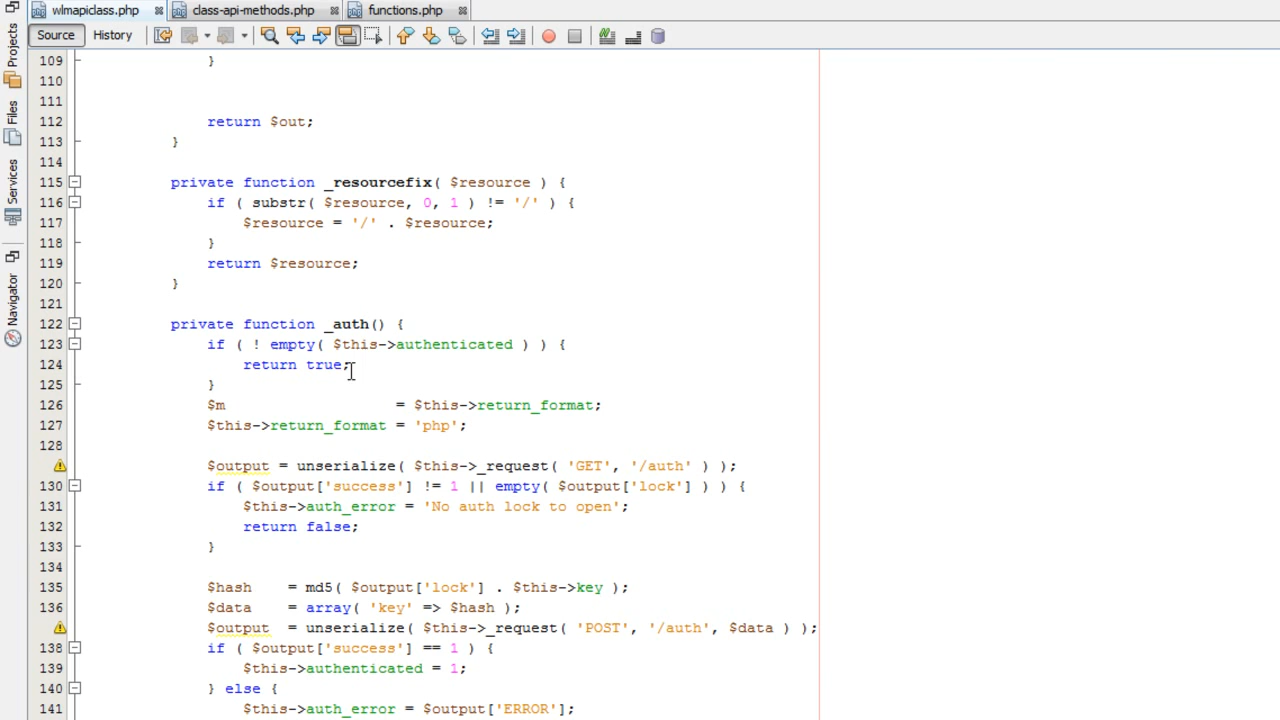 wlmapiclass.php class-api-methods.php functions.php
Source History
Projects
Files
Services
Navigator
109 }
110
111
112 return $out;
113 }
114
115 private function _resourcefix( $resource ) {
116 if ( substr( $resource, 0, 1 ) != '/' ) {
117 $resource = '/' . $resource;
118 }
119 return $resource;
120 }
121
122 private function _auth() {
123 if ( ! empty( $this->authenticated ) ) {
124 return true;
125 }
126 $m = $this->return_format;
127 $this->return_format = 'php';
128
$output = unserialize( $this->_request( 'GET', '/auth' ) );
130 if ( $output['success'] != 1 || empty( $output['lock'] ) ) {
131 $this->auth_error = 'No auth lock to open';
132 return false;
133 }
134
135 $hash = md5( $output['lock'] . $this->key );
136 $data = array( 'key' => $hash );
$output = unserialize( $this->_request( 'POST', '/auth', $data ) );
138 if ( $output['success'] == 1 ) {
139 $this->authenticated = 1;
140 } else {
141 $this->auth_error = $output['ERROR'];